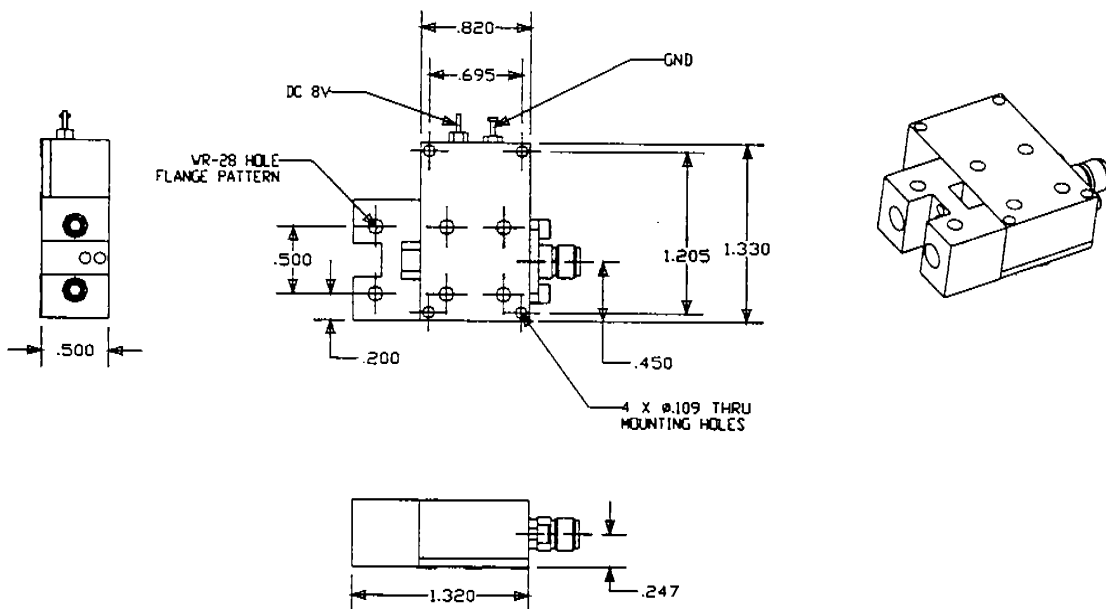 .820
.695
GND
DC 8V
WR-28 HOLE
FLANGE PATTERN
.500
1.205
1.330
.500
.200
.450
4 X ø.109 THRU
MOUNTING HOLES
1.320
.247